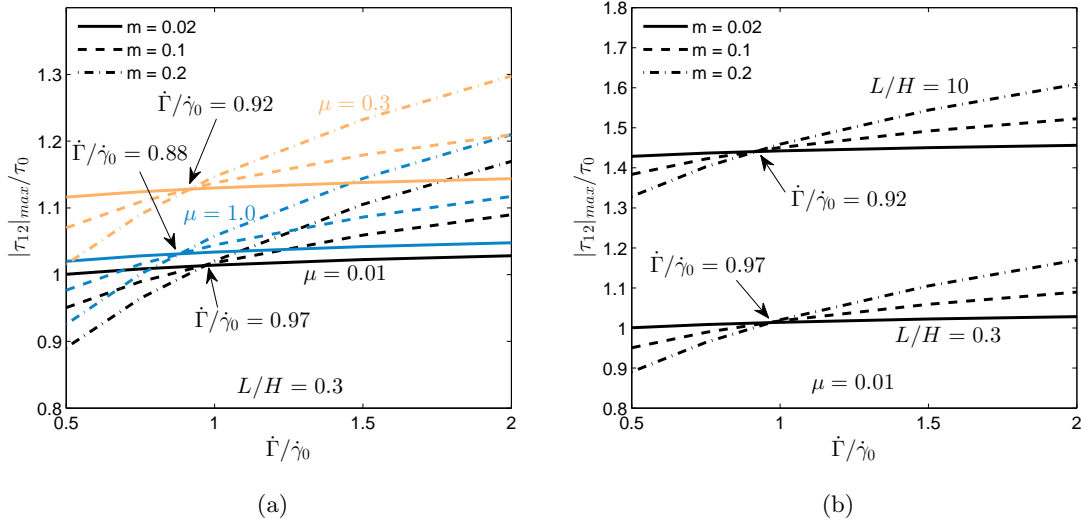 m = 0.02
m = 0.1
m = 0.2
Γ̇/γ̇₀ = 0.92
μ = 0.3
Γ̇/γ̇₀ = 0.88
μ = 1.0
μ = 0.01
Γ̇/γ̇₀ = 0.97
L/H = 0.3
1.3
1.2
1.1
1
0.9
0.8
0.5 1 1.5 2
|τ₁₂|max/τ₀
Γ̇/γ̇₀
(a)
m = 0.02
m = 0.1
m = 0.2
L/H = 10
Γ̇/γ̇₀ = 0.92
Γ̇/γ̇₀ = 0.97
L/H = 0.3
μ = 0.01
1.8
1.7
1.6
1.5
1.4
1.3
1.2
1.1
1
0.9
0.8
0.5 1 1.5 2
|τ₁₂|max/τ₀
Γ̇/γ̇₀
(b)